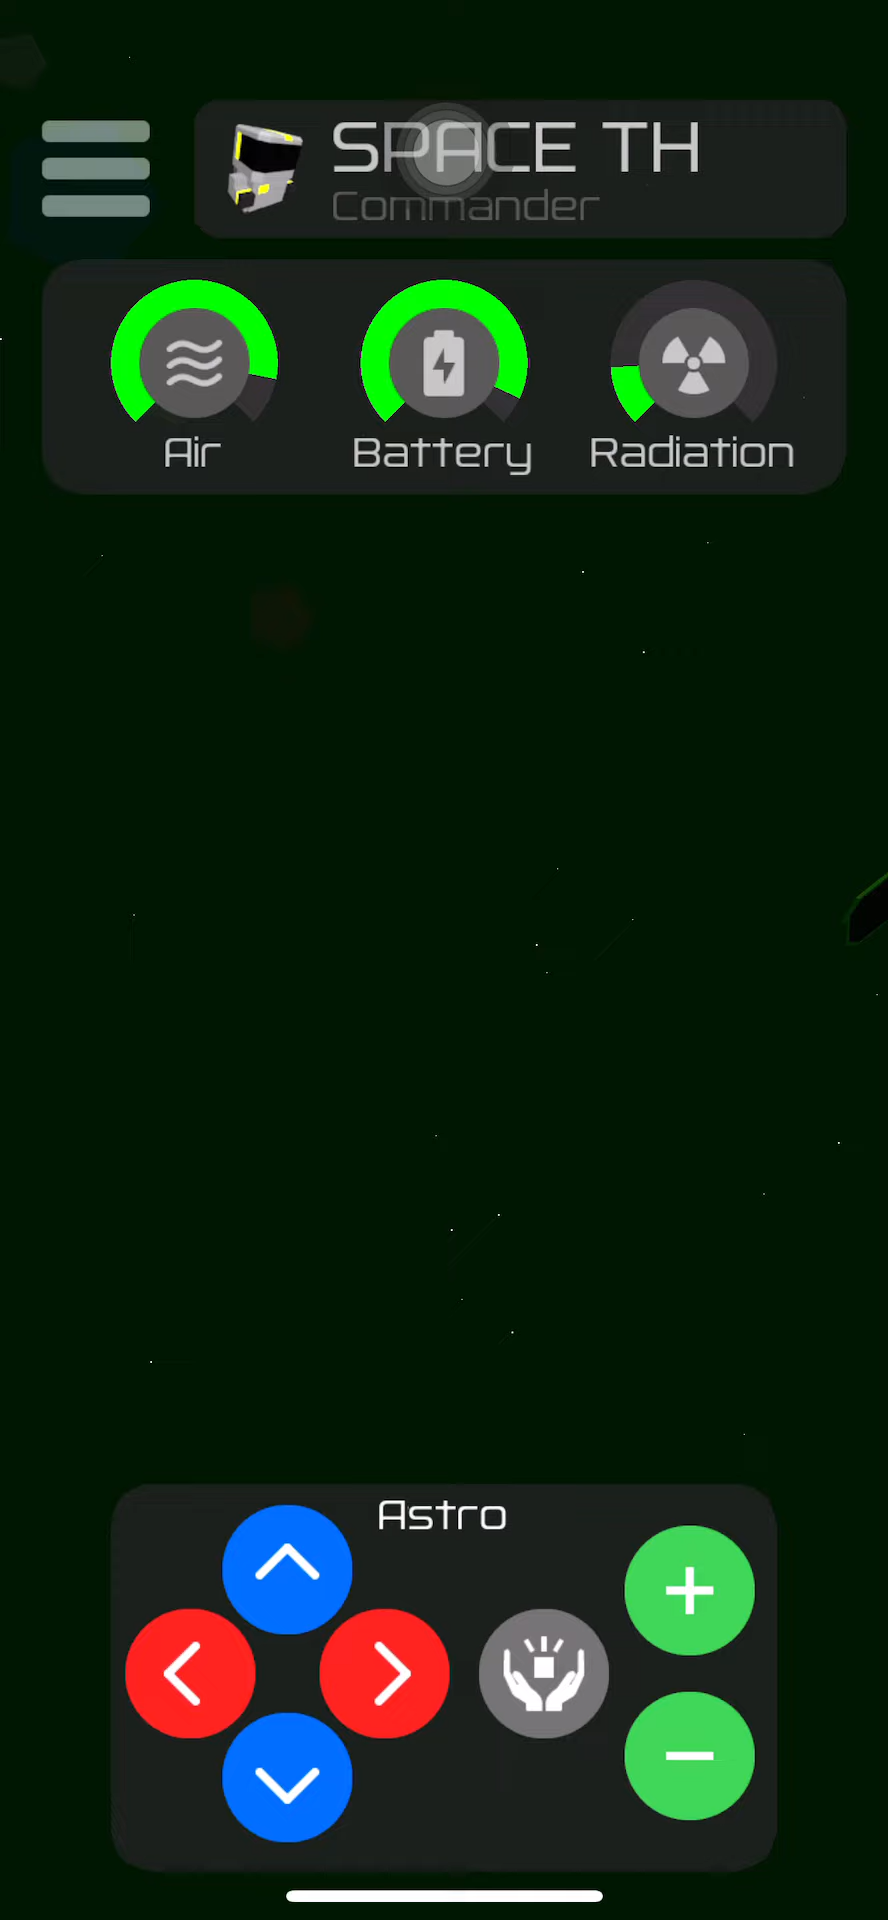 SPACE TH
Commander
Air
Battery
Radiation
Astro